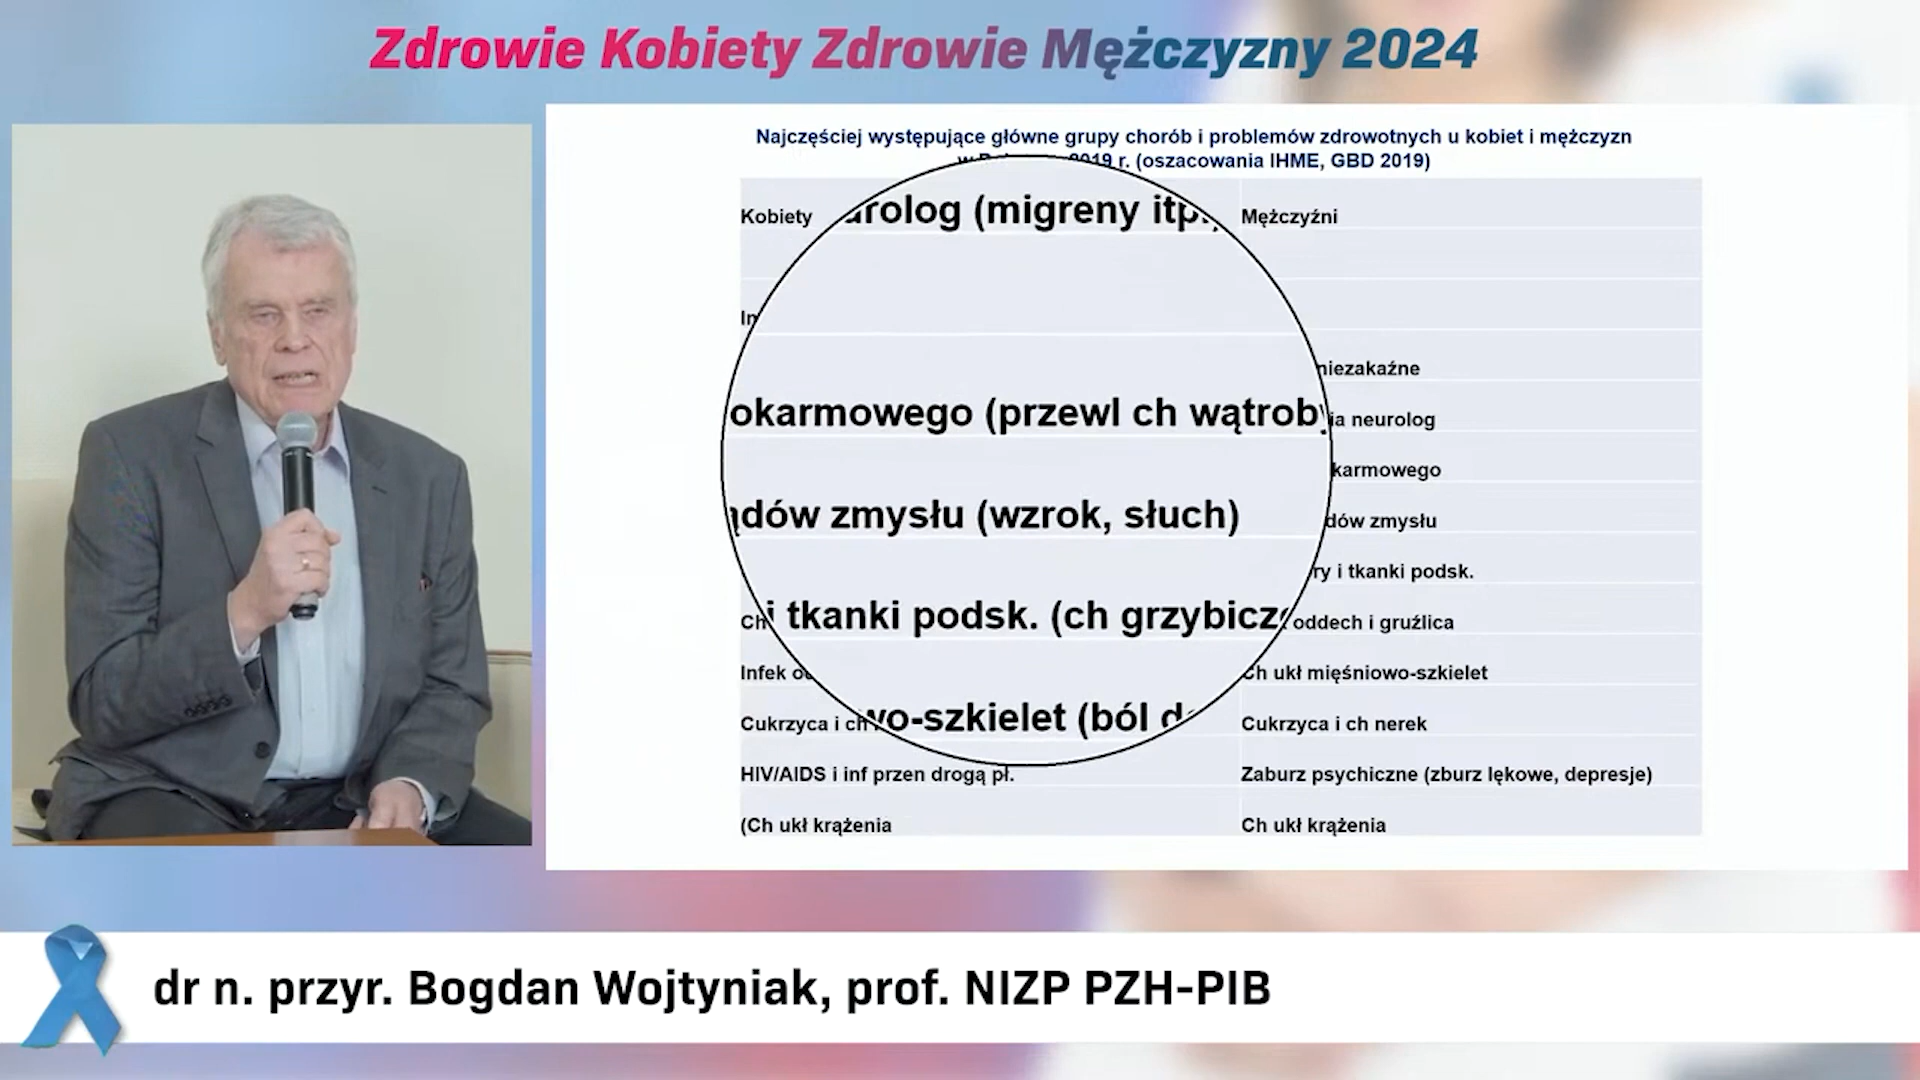 Zdrowie Kobiety Zdrowie Mężczyzny 2024
Najczęściej występujące główne grupy chorób i problemów zdrowotnych u kobiet i mężczyzn
r. (oszacowania IHME, GBD 2019)
Kobiety
(migreny
Mężczyźni
niezakaźne
okarmowego (przewl ch wątroby
neurolog
karmowego
dów zmysłu (wzrok, słuch)
dów zmysłu
i tkanki podsk. (ch grzybicze
ry i tkanki podsk.
oddech i gruźlica
Infek
Ch ukł mięśniowo-szkielet
Cukrzyca i ch
wo-szkielet (ból
Cukrzyca i ch nerek
HIV/AIDS i inf przen drogą pł.
Zaburz psychiczne (zburz lękowe, depresje)
(Ch ukł krążenia
Ch ukł krążenia
dr n. przyr. Bogdan Wojtyniak, prof. NIZP PZH-PIB